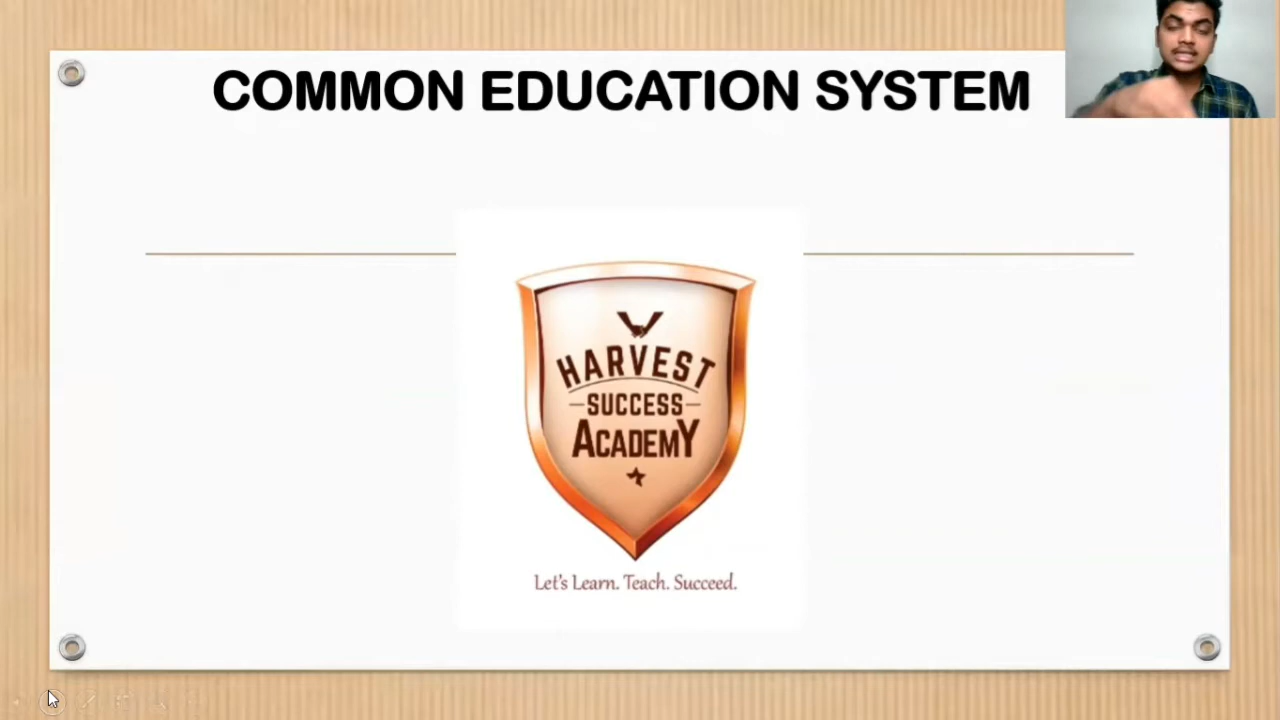 COMMON EDUCATION SYSTEM
HARVEST
SUCCESS
ACADEMY
Let's Learn. Teach. Succeed.